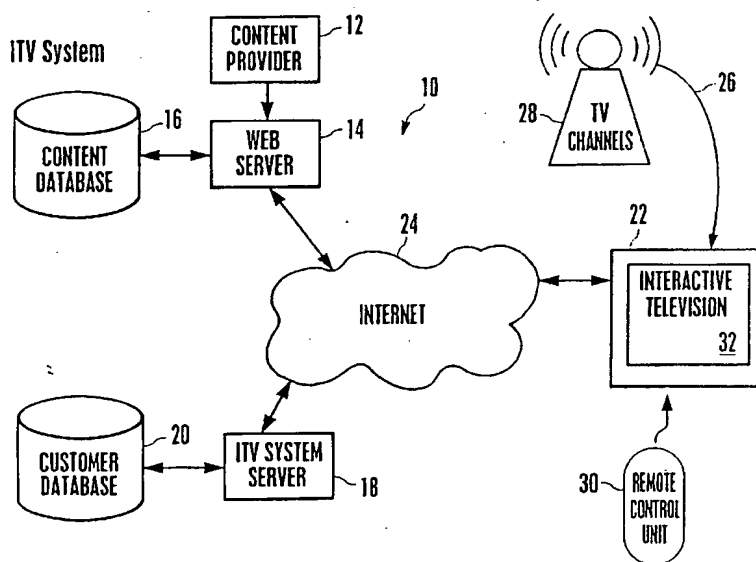 ITV System
CONTENT
PROVIDER
12
10
16
CONTENT
DATABASE
WEB
SERVER
14
28
TV
CHANNELS
26
24
INTERNET
22
INTERACTIVE
TELEVISION
32
20
CUSTOMER
DATABASE
ITV SYSTEM
SERVER
18
30
REMOTE
CONTROL
UNIT